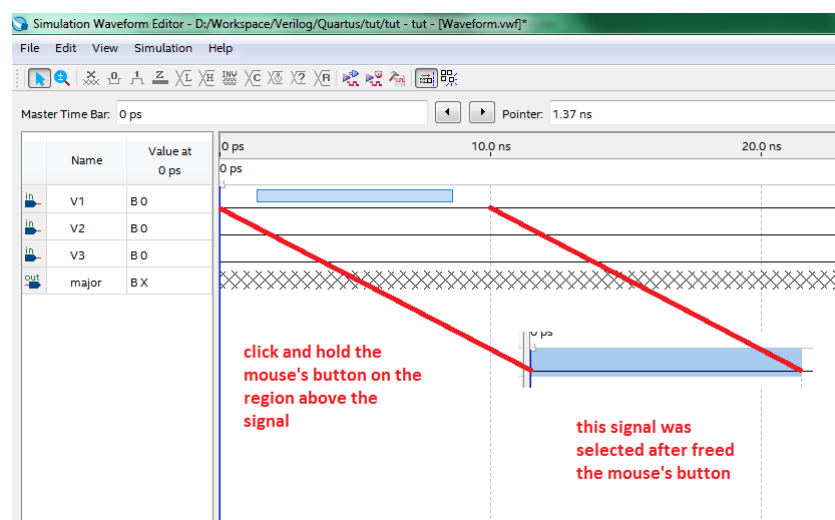 Simulation Waveform Editor - D:/Workspace/Verilog/Quartus/tut/tut - tut - [Waveform.vwf]*
File Edit View Simulation Help
Master Time Bar: 0 ps Pointer: 1.37 ns
Name Value at 0 ps
0 ps 10.0 ns 20.0 ns
0 ps
in V1 B 0
in V2 B 0
in V3 B 0
out major B X
0 ps
click and hold the
mouse's button on the
region above the
signal
this signal was
selected after freed
the mouse's button